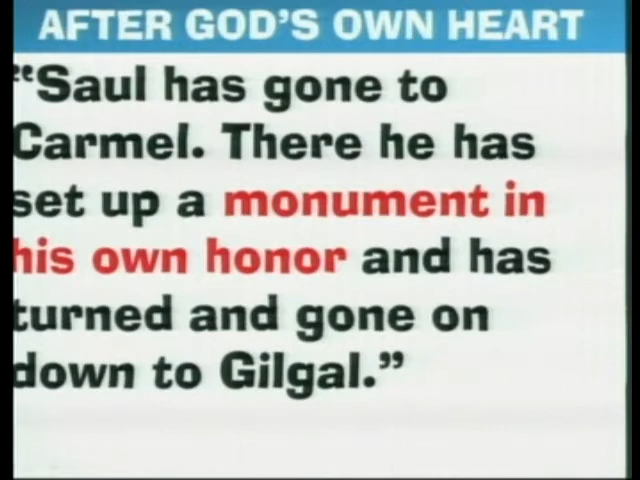 AFTER GOD'S OWN HEART
“Saul has gone to
Carmel. There he has
set up a monument in
his own honor and has
turned and gone on
down to Gilgal.”